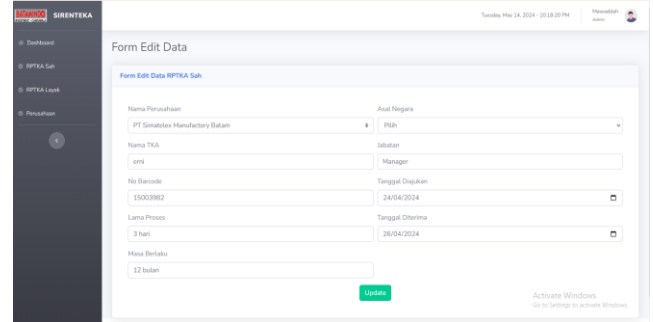 BATAMINDO SIRENTEKA
Tuesday, May 14, 2024 - 10:18:20 PM
Mawaddah
Admin
Dashboard
RPTKA Sah
RPTKA Layak
Perusahaan
Form Edit Data
Form Edit Data RPTKA Sah
Nama Perusahaan
Asal Negara
PT Simatelex Manufactory Batam
Pilih
Nama TKA
Jabatan
erni
Manager
No Barcode
Tanggal Diajukan
15003982
24/04/2024
Lama Proses
Tanggal Diterima
3 hari
28/04/2024
Masa Berlaku
12 bulan
Update
Activate Windows
Go to Settings to activate Windows.